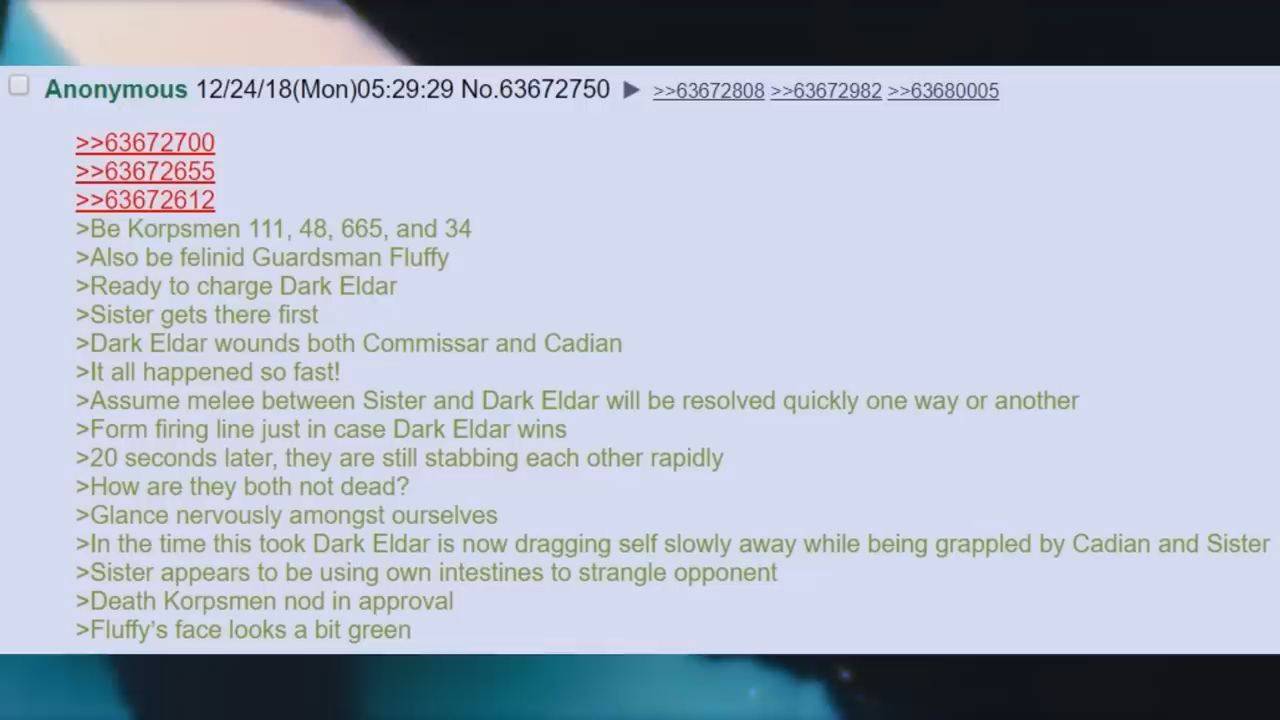 Anonymous 12/24/18(Mon)05:29:29 No.63672750 ▶ >>63672808 >>63672982 >>63680005
>>63672700
>>63672655
>>63672612
>Be Korpsmen 111, 48, 665, and 34
>Also be felinid Guardsman Fluffy
>Ready to charge Dark Eldar
>Sister gets there first
>Dark Eldar wounds both Commissar and Cadian
>It all happened so fast!
>Assume melee between Sister and Dark Eldar will be resolved quickly one way or another
>Form firing line just in case Dark Eldar wins
>20 seconds later, they are still stabbing each other rapidly
>How are they both not dead?
>Glance nervously amongst ourselves
>In the time this took Dark Eldar is now dragging self slowly away while being grappled by Cadian and Sister
>Sister appears to be using own intestines to strangle opponent
>Death Korpsmen nod in approval
>Fluffy's face looks a bit green